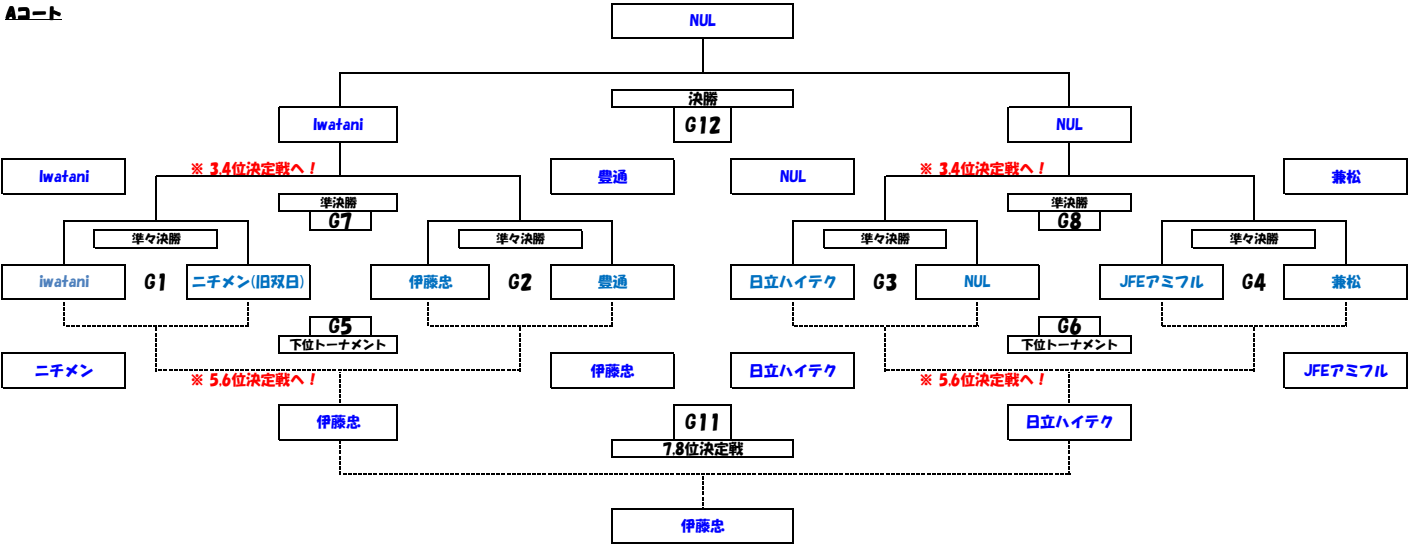 Aコート
NUL
決勝
Iwatani
G12
NUL
※ 3.4位決定戦へ！
※ 3.4位決定戦へ！
Iwatani
豊通
NUL
兼松
準決勝
準決勝
G7
G8
準々決勝
準々決勝
準々決勝
準々決勝
iwatani
G1
ニチメン(旧双日)
伊藤忠
G2
豊通
日立ハイテク
G3
NUL
JFEアミフル
G4
兼松
G5
G6
下位トーナメント
下位トーナメント
ニチメン
伊藤忠
日立ハイテク
JFEアミフル
※ 5.6位決定戦へ！
※ 5.6位決定戦へ！
伊藤忠
G11
日立ハイテク
7.8位決定戦
伊藤忠